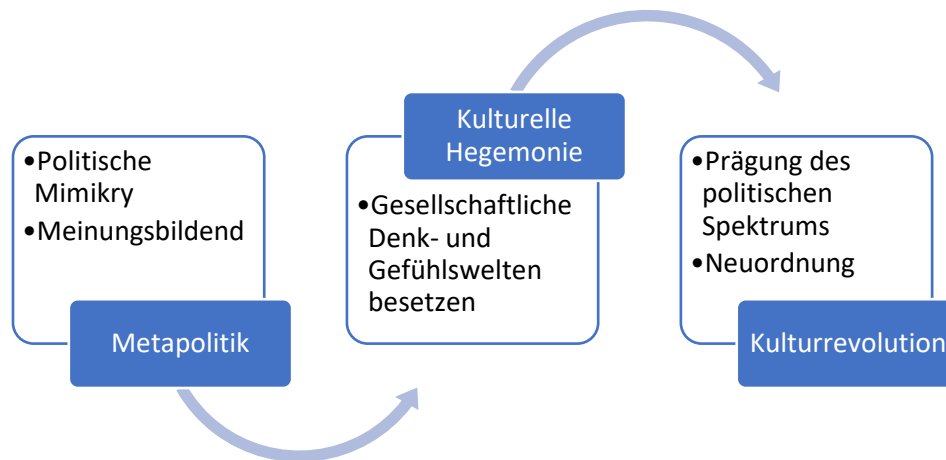 •Politische
Mimikry
•Meinungsbildend
Metapolitik
Kulturelle
Hegemonie
•Gesellschaftliche
Denk- und
Gefühlswelten
besetzen
•Prägung des
politischen
Spektrums
•Neuordnung
Kulturrevolution